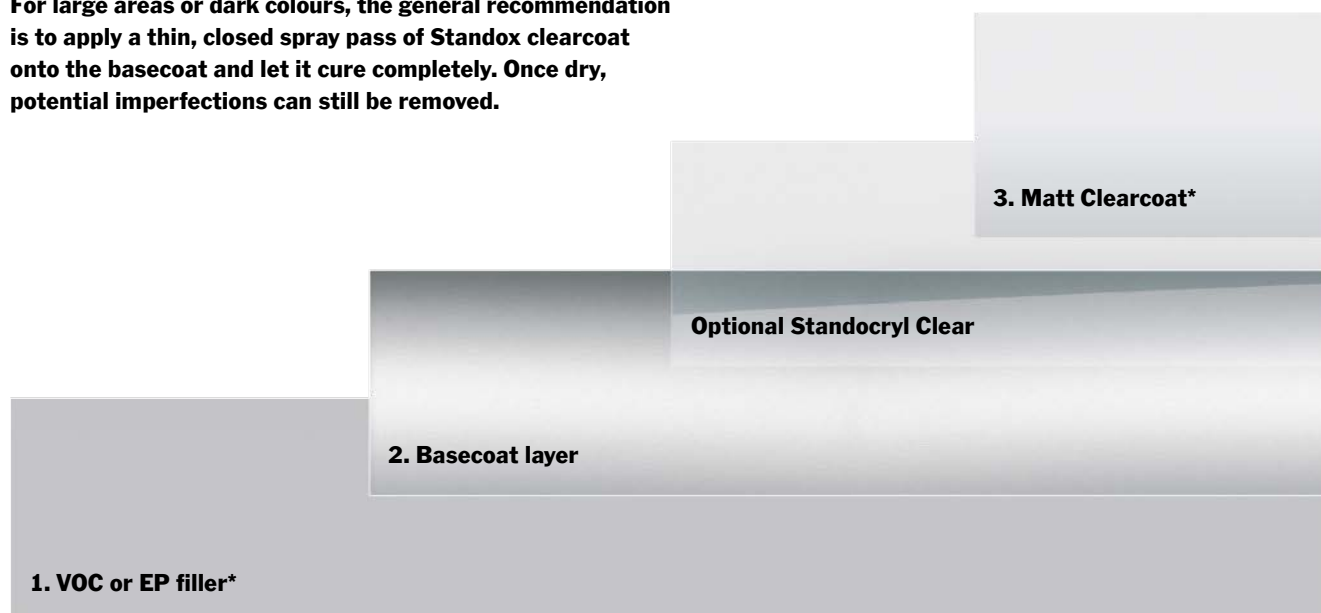 For large areas or dark colours, the general recommendation
is to apply a thin, closed spray pass of Standox clearcoat
onto the basecoat and let it cure completely. Once dry,
potential imperfections can still be removed.
3. Matt Clearcoat*
Optional Standocryl Clear
2. Basecoat layer
1. VOC or EP filler*